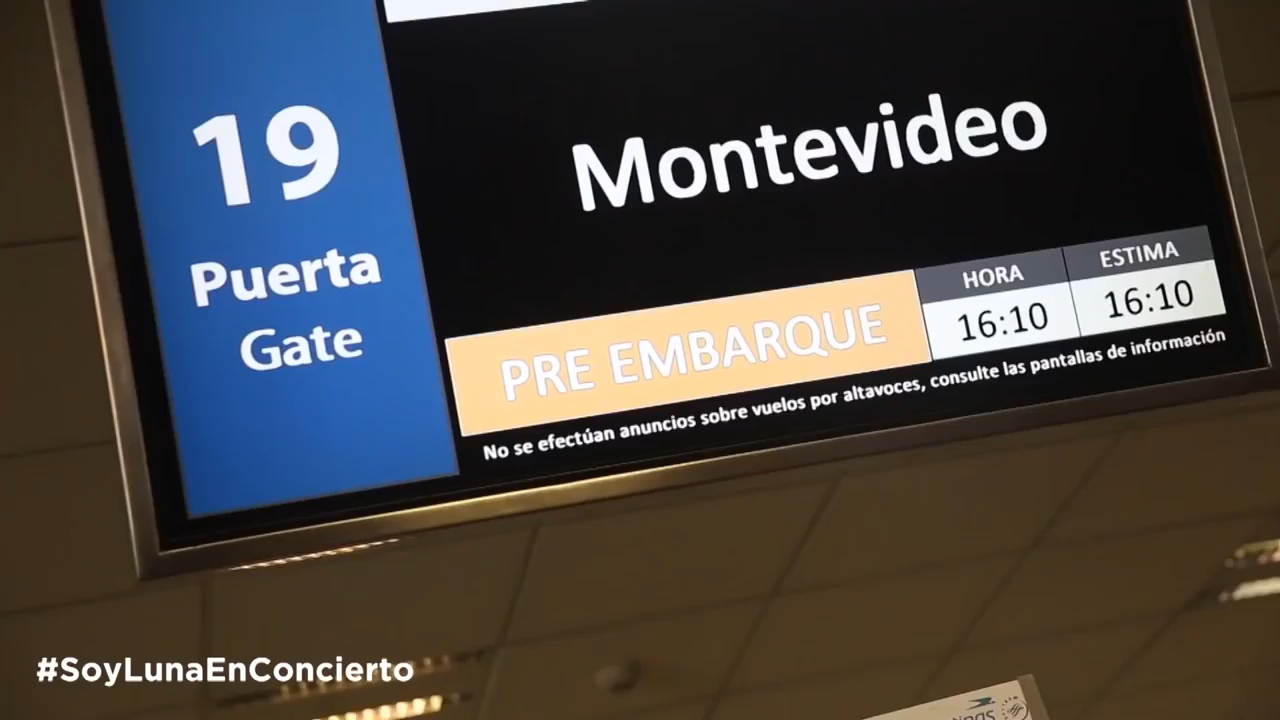 19
Puerta
Gate
Montevideo
PRE EMBARQUE
HORA
16:10
ESTIMA
16:10
No se efectúan anuncios sobre vuelos por altavoces, consulte las pantallas de información
#SoyLunaEnConcierto